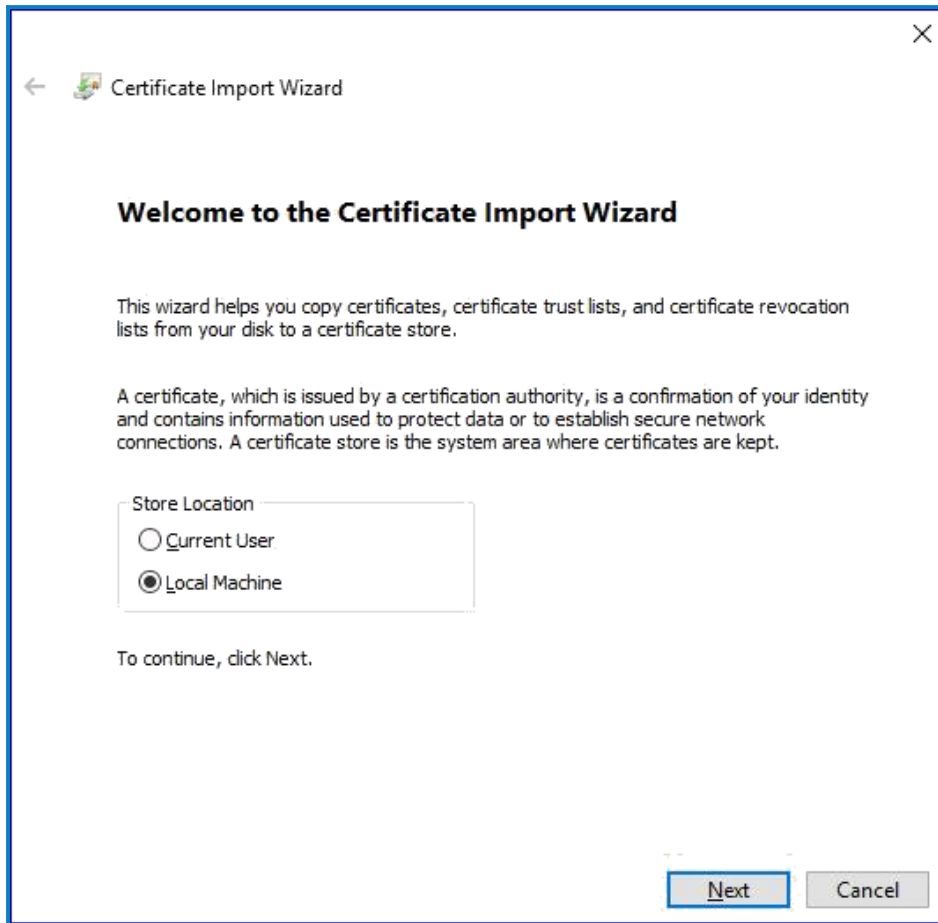 Certificate Import Wizard
Welcome to the Certificate Import Wizard
This wizard helps you copy certificates, certificate trust lists, and certificate revocation
lists from your disk to a certificate store.
A certificate, which is issued by a certification authority, is a confirmation of your identity
and contains information used to protect data or to establish secure network
connections. A certificate store is the system area where certificates are kept.
Store Location
Current User
Local Machine
To continue, click Next.
Next
Cancel